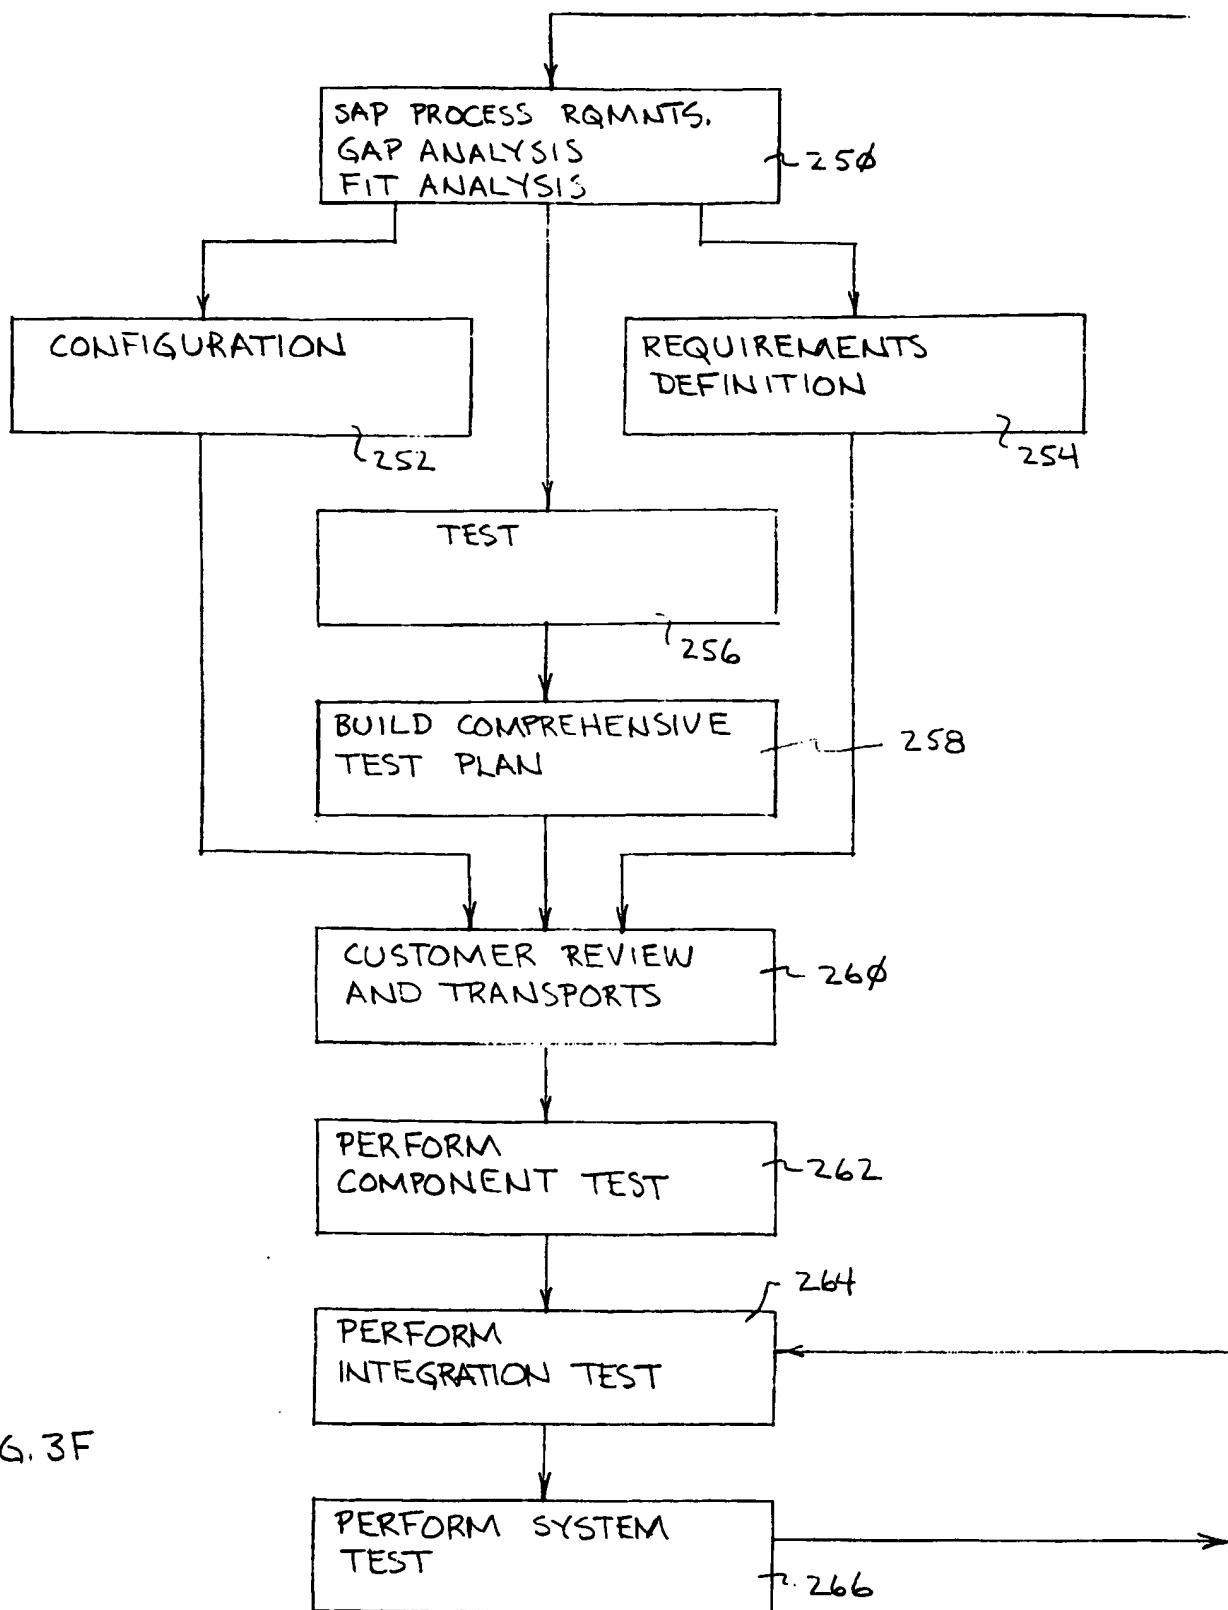 SAP PROCESS RQMNTS.
GAP ANALYSIS
FIT ANALYSIS
250
CONFIGURATION
252
REQUIREMENTS
DEFINITION
254
TEST
256
BUILD COMPREHENSIVE
TEST PLAN
258
CUSTOMER REVIEW
AND TRANSPORTS
260
PERFORM
COMPONENT TEST
262
264
PERFORM
INTEGRATION TEST
G. 3F
PERFORM SYSTEM
TEST
266